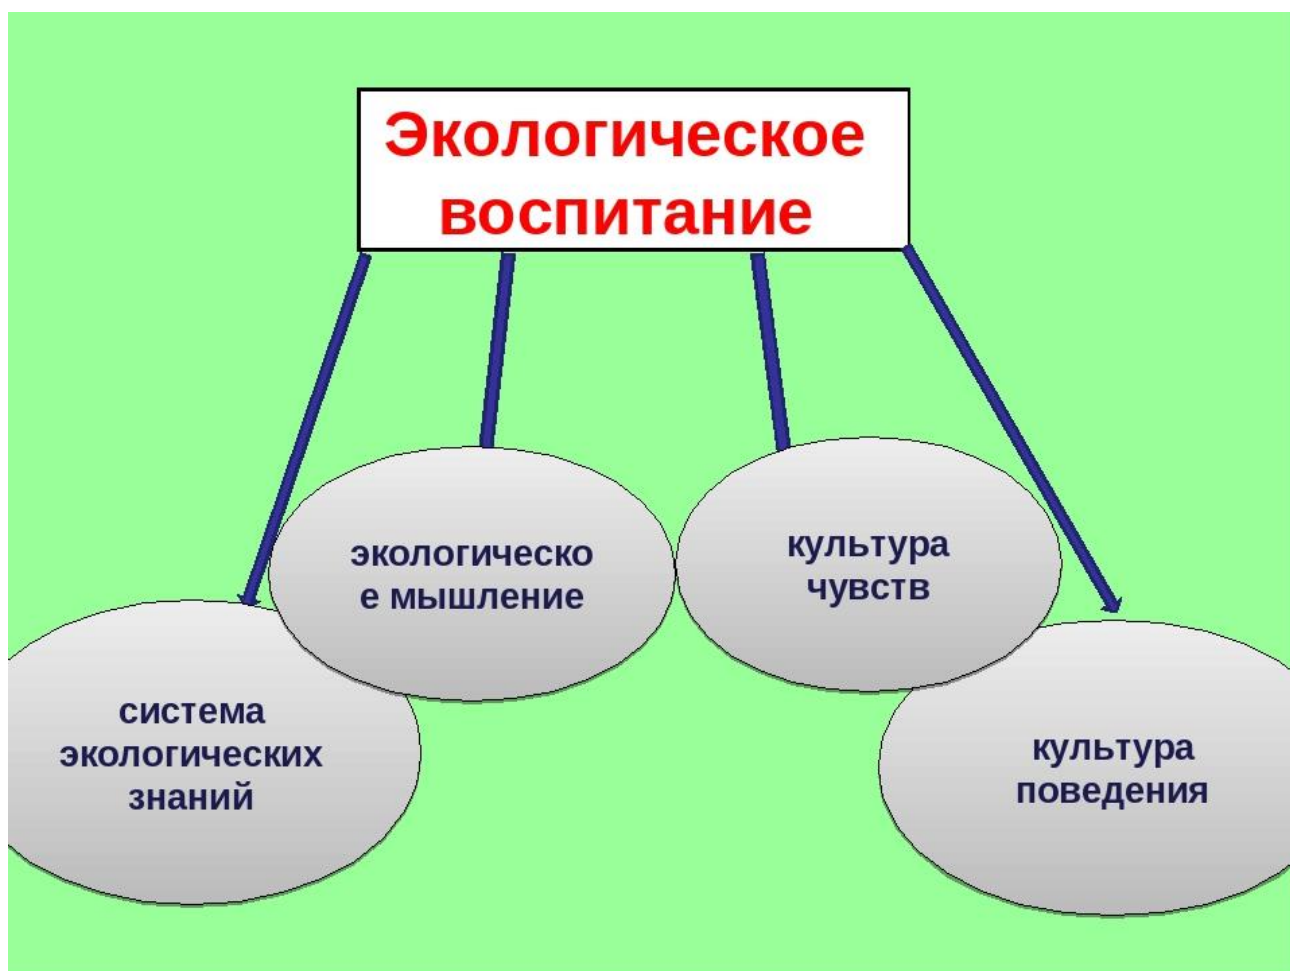 Экологическое
воспитание
экологическо
е мышление
культура
чувств
система
экологических
знаний
культура
поведения